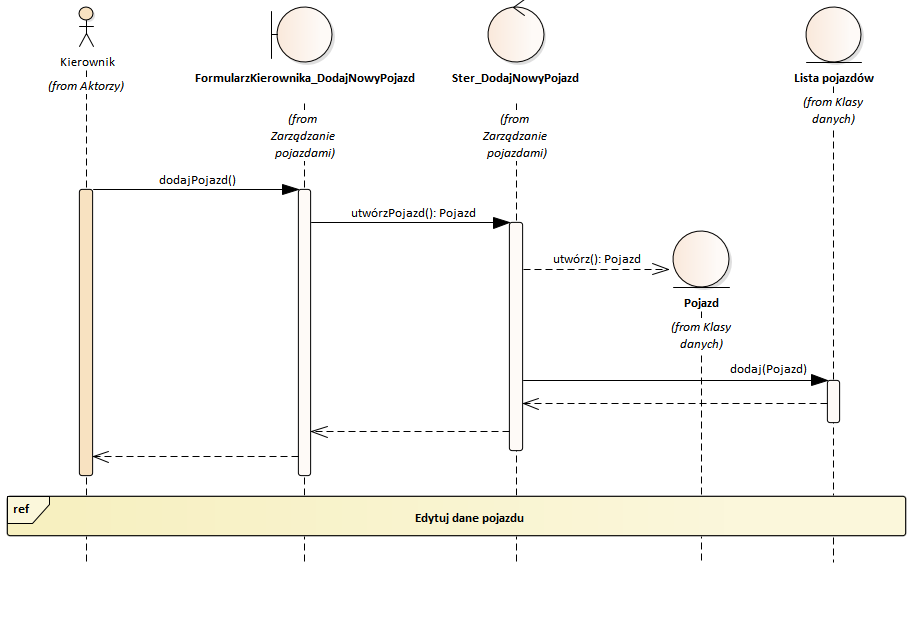 Kierownik
(from Aktorzy)
FormularzKierownika_DodajNowyPojazd
(from
Zarządzanie
pojazdami)
Ster_DodajNowyPojazd
(from
Zarządzanie
pojazdami)
Lista pojazdów
(from Klasy
danych)
dodajPojazd()
utwórzPojazd(): Pojazd
utwórz(): Pojazd
Pojazd
(from Klasy
danych)
dodaj(Pojazd)
ref
Edytuj dane pojazdu